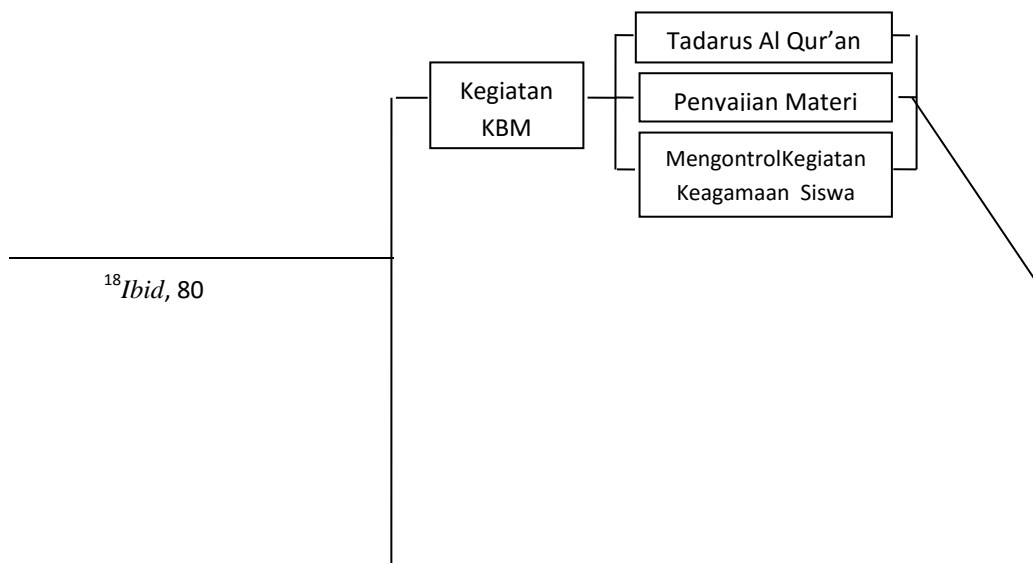 Tadarus Al Qur’an
Kegiatan
KBM
Penyajian Materi
MengontrolKegiatan
Keagamaan Siswa
¹⁸Ibid, 80